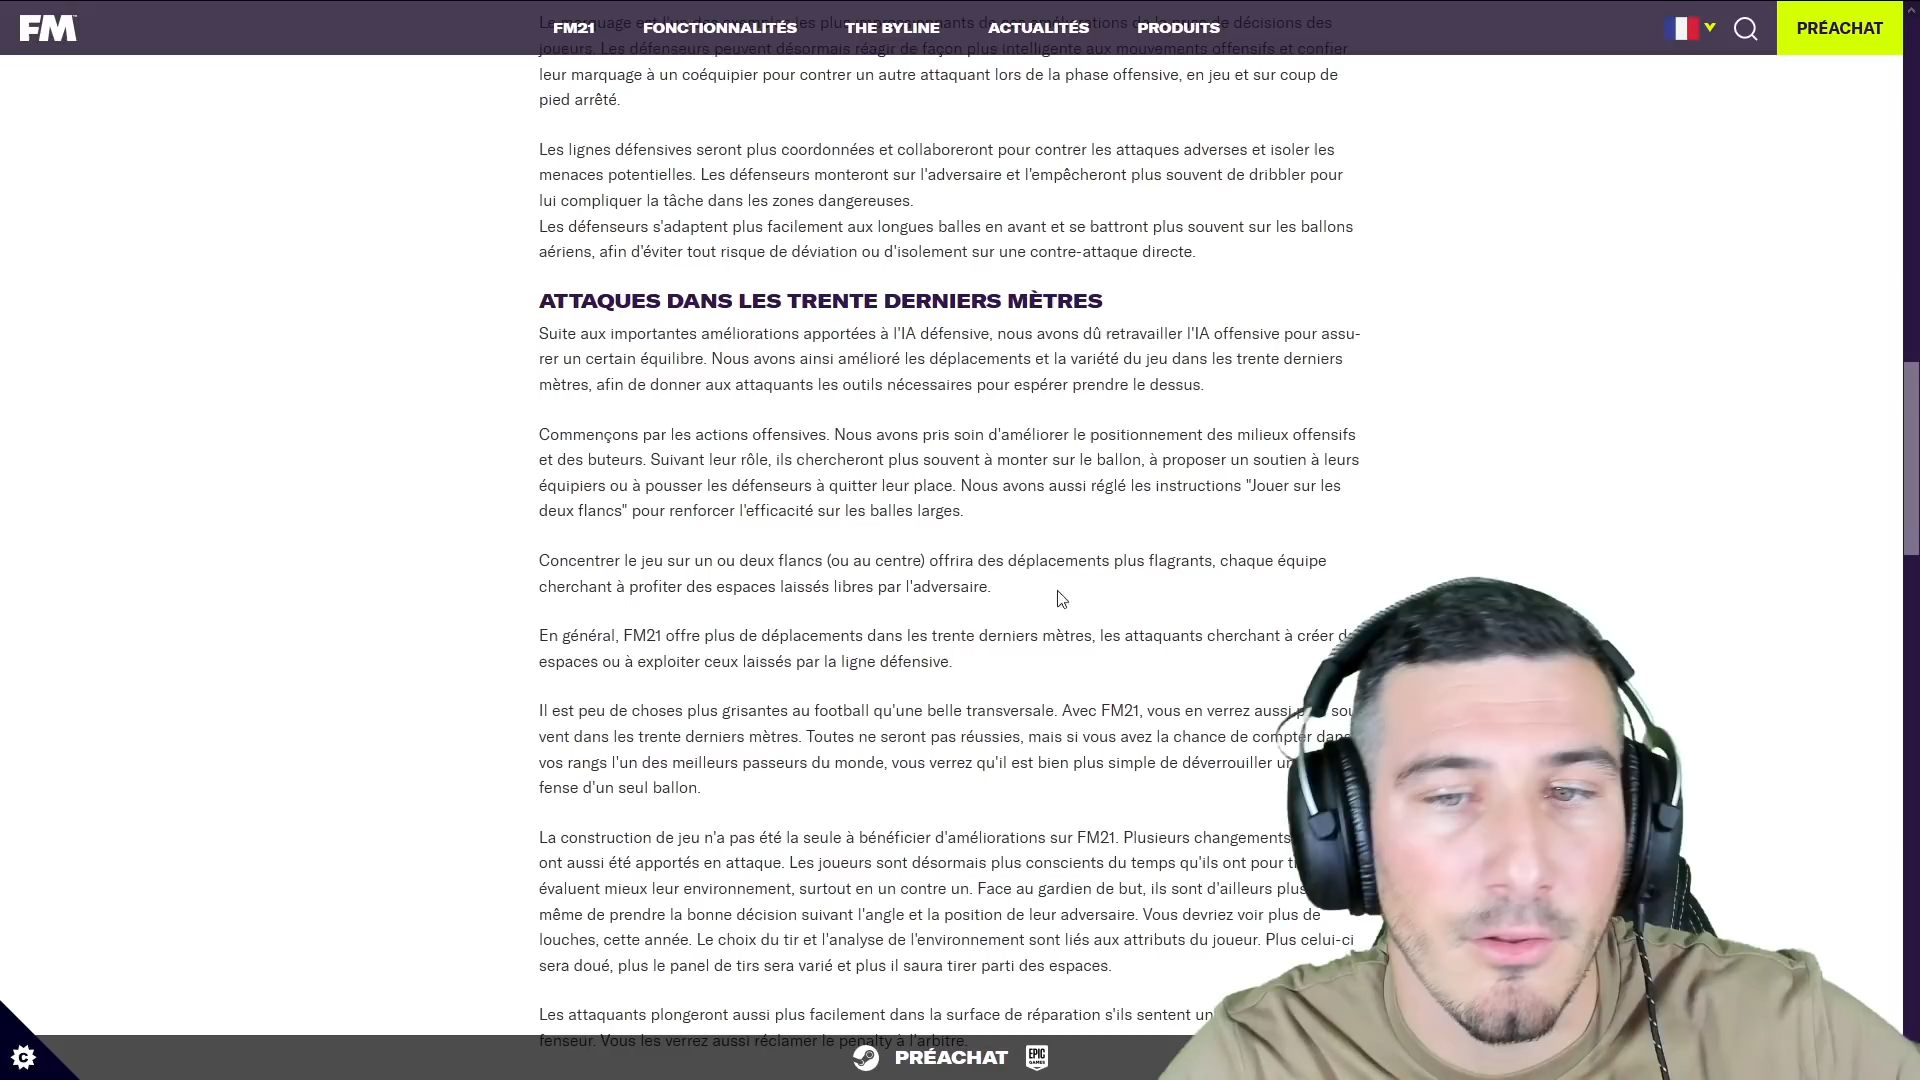 FM
FM21 FONCTIONNALITÉS THE BYLINE ACTUALITÉS PRODUITS
PRÉACHAT
Le marquage est l'un des exemples les plus impressionnants de ces améliorations de la prise de décisions des
joueurs. Les défenseurs peuvent désormais réagir de façon plus intelligente aux mouvements offensifs et confier
leur marquage à un coéquipier pour contrer un autre attaquant lors de la phase offensive, en jeu et sur coup de
pied arrêté.
Les lignes défensives seront plus coordonnées et collaboreront pour contrer les attaques adverses et isoler les
menaces potentielles. Les défenseurs monteront sur l'adversaire et l'empêcheront plus souvent de dribbler pour
lui compliquer la tâche dans les zones dangereuses.
Les défenseurs s'adaptent plus facilement aux longues balles en avant et se battront plus souvent sur les ballons
aériens, afin d'éviter tout risque de déviation ou d'isolement sur une contre-attaque directe.
ATTAQUES DANS LES TRENTE DERNIERS MÈTRES
Suite aux importantes améliorations apportées à l'IA défensive, nous avons dû retravailler l'IA offensive pour assu-
rer un certain équilibre. Nous avons ainsi amélioré les déplacements et la variété du jeu dans les trente derniers
mètres, afin de donner aux attaquants les outils nécessaires pour espérer prendre le dessus.
Commençons par les actions offensives. Nous avons pris soin d'améliorer le positionnement des milieux offensifs
et des buteurs. Suivant leur rôle, ils chercheront plus souvent à monter sur le ballon, à proposer un soutien à leurs
équipiers ou à pousser les défenseurs à quitter leur place. Nous avons aussi réglé les instructions "Jouer sur les
deux flancs" pour renforcer l'efficacité sur les balles larges.
Concentrer le jeu sur un ou deux flancs (ou au centre) offrira des déplacements plus flagrants, chaque équipe
cherchant à profiter des espaces laissés libres par l'adversaire.
En général, FM21 offre plus de déplacements dans les trente derniers mètres, les attaquants cherchant à créer
espaces ou à exploiter ceux laissés par la ligne défensive.
Il est peu de choses plus grisantes au football qu'une belle transversale. Avec FM21, vous en verrez aussi sou
vent dans les trente derniers mètres. Toutes ne seront pas réussies, mais si vous avez la chance de compter dans
vos rangs l'un des meilleurs passeurs du monde, vous verrez qu'il est bien plus simple de déverrouiller
fense d'un seul ballon.
La construction de jeu n'a pas été la seule à bénéficier d'améliorations sur FM21. Plusieurs changements
ont aussi été apportés en attaque. Les joueurs sont désormais plus conscients du temps qu'ils ont pour
évaluent mieux leur environnement, surtout en un contre un. Face au gardien de but, ils sont d'ailleurs plus
même de prendre la bonne décision suivant l'angle et la position de leur adversaire. Vous devriez voir plus de
louches, cette année. Le choix du tir et l'analyse de l'environnement sont liés aux attributs du joueur. Plus celui-ci
sera doué, plus le panel de tirs sera varié et plus il saura tirer parti des espaces.
Les attaquants plongeront aussi plus facilement dans la surface de réparation s'ils sentent
fenseur. Vous les verrez aussi réclamer le penalty à l'arbitre.
PRÉACHAT EPIC GAMES